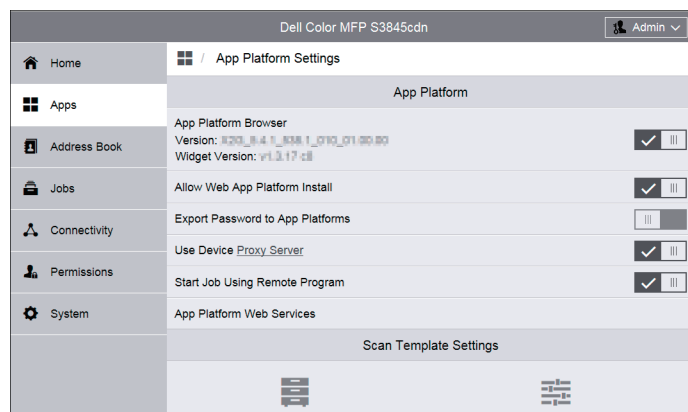 Dell Color MFP S3845cdn
Admin
Home
Apps
Address Book
Jobs
Connectivity
Permissions
System
/ App Platform Settings
App Platform
App Platform Browser
Version:
Widget Version:
Allow Web App Platform Install
Export Password to App Platforms
Use Device Proxy Server
Start Job Using Remote Program
App Platform Web Services
Scan Template Settings